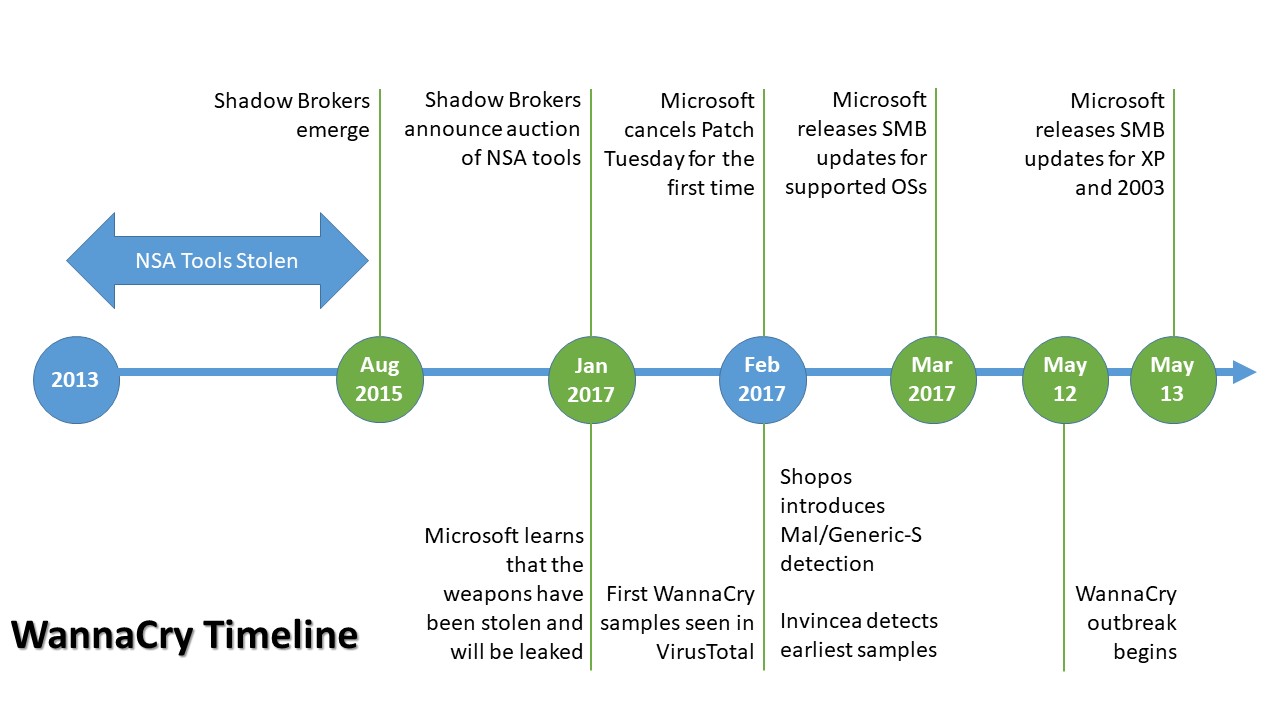 Shadow Brokers
emerge
Shadow Brokers
announce auction
of NSA tools
Microsoft
cancels Patch
Tuesday for the
first time
Microsoft
releases SMB
updates for
supported OSs
Microsoft
releases SMB
updates for XP
and 2003
NSA Tools Stolen
2013
Aug
2015
Jan
2017
Feb
2017
Mar
2017
May
12
May
13
Microsoft learns
that the
weapons have
been stolen and
will be leaked
First WannaCry
samples seen in
VirusTotal
Shopos
introduces
Mal/Generic-S
detection
Invincea detects
earliest samples
WannaCry
outbreak
begins
WannaCry Timeline